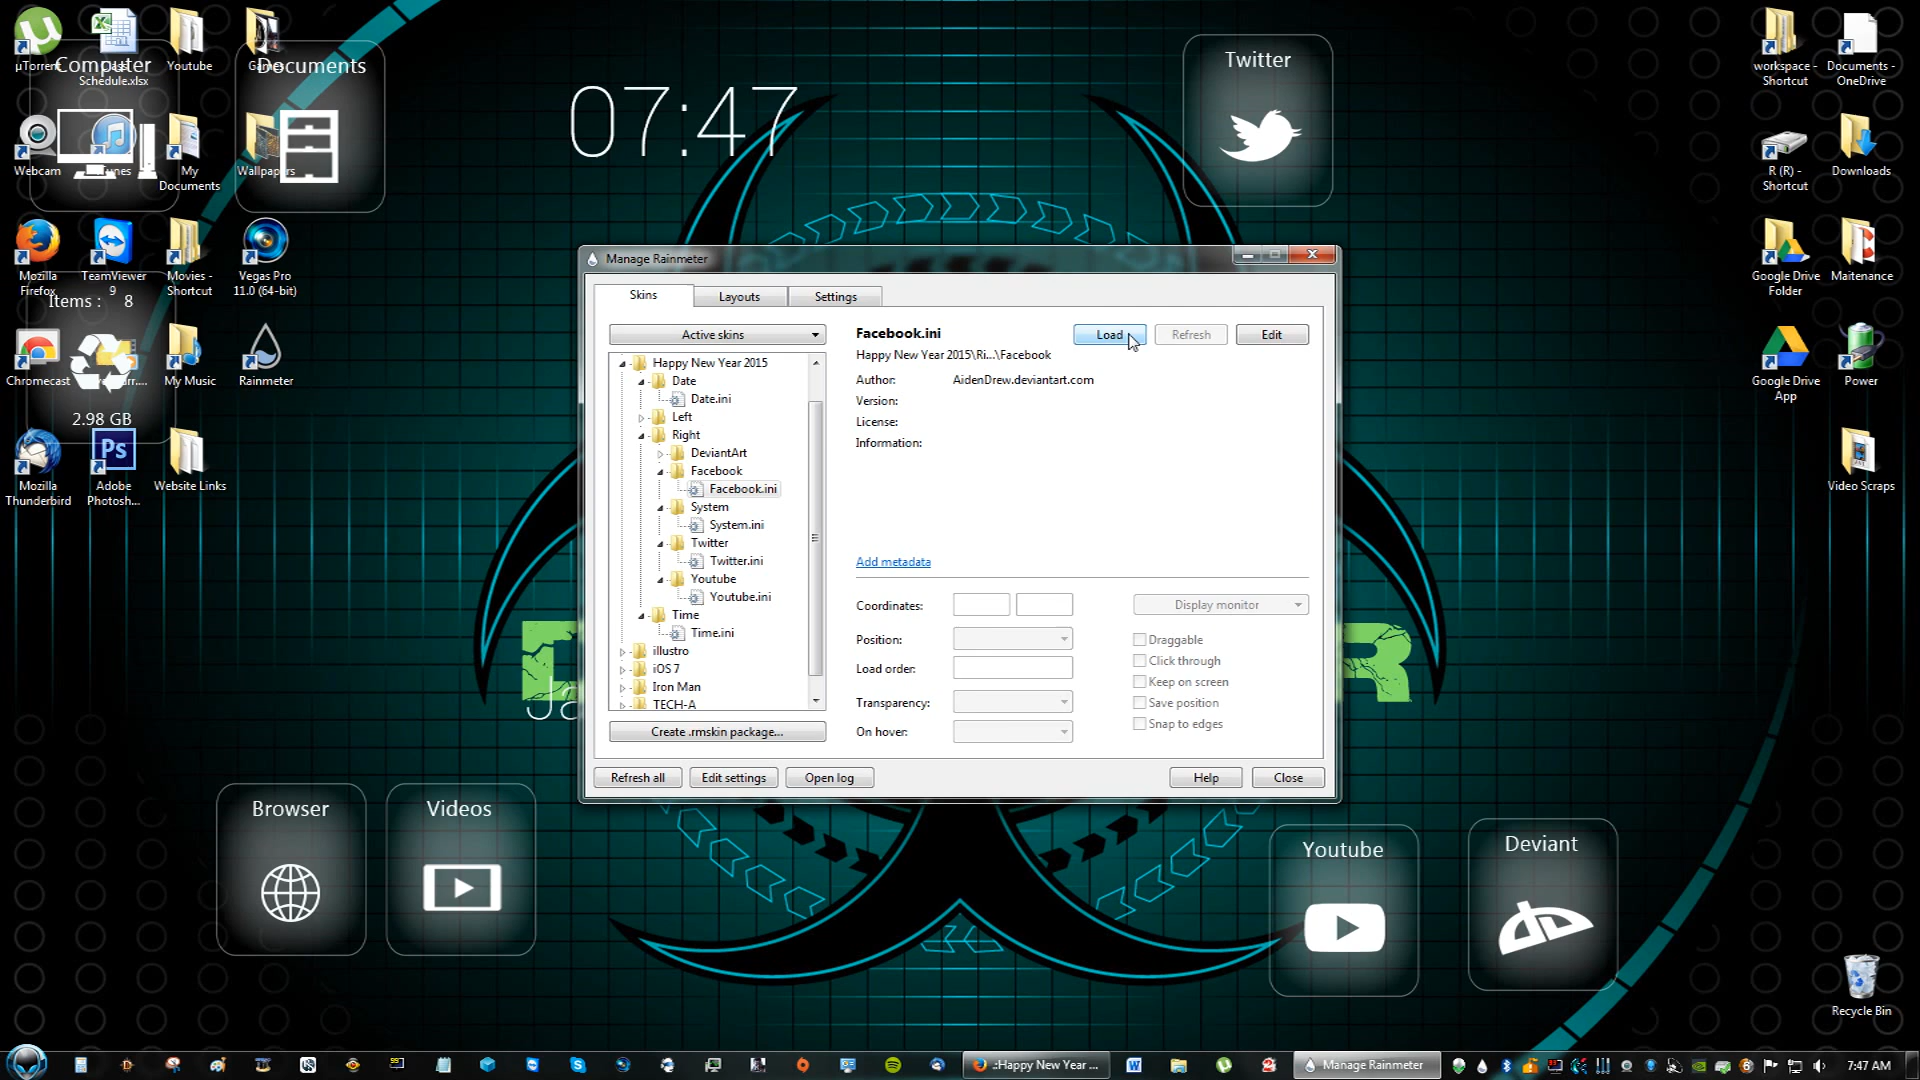 µTorrent
Computer
Schedule.xlsx
Youtube
Documents
07:47
Twitter
workspace -
Shortcut
Documents -
OneDrive
Webcam
My
Documents
Wallpapers
R (R) -
Shortcut
Downloads
Mozilla
Firefox
TeamViewer
9
Movies -
Shortcut
Vegas Pro
11.0 (64-bit)
Google Drive
Folder
Maitenance
Items : 8
Chromecast
My Music
Rainmeter
Google Drive
App
Power
2.98 GB
Ps
Mozilla
Thunderbird
Adobe
Photosh...
Website Links
Video Scraps
Manage Rainmeter
Skins
Layouts
Settings
Active skins
Happy New Year 2015
Date
Date.ini
Left
Right
DeviantArt
Facebook
Facebook.ini
System
System.ini
Twitter
Twitter.ini
Youtube
Youtube.ini
Time
Time.ini
illustro
iOS 7
Iron Man
TECH-A
Create .rmskin package...
Facebook.ini
Load
Refresh
Edit
Happy New Year 2015\Ri...\Facebook
Author: AidenDrew.deviantart.com
Version:
License:
Information:
Add metadata
Coordinates:
Display monitor
Position:
Load order:
Transparency:
On hover:
Draggable
Click through
Keep on screen
Save position
Snap to edges
Refresh all
Edit settings
Open log
Help
Close
Browser
Videos
Youtube
Deviant
Recycle Bin
.:Happy New Year ...
Manage Rainmeter
7:47 AM